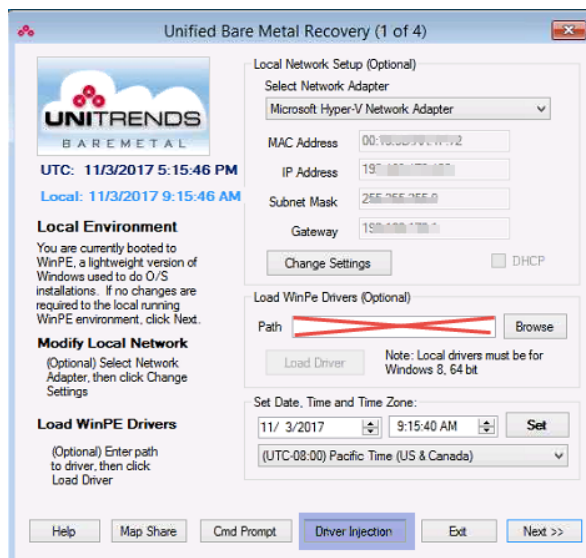 Unified Bare Metal Recovery (1 of 4)
UNITRENDS
BAREMETAL
UTC: 11/3/2017 5:15:46 PM
Local: 11/3/2017 9:15:46 AM
Local Environment
You are currently booted to
WinPE, a lightweight version of
Windows used to do O/S
installations. If no changes are
required to the local running
WinPE environment, click Next.
Modify Local Network
(Optional) Select Network
Adapter, then click Change
Settings
Load WinPE Drivers
(Optional) Enter path
to driver, then click
Load Driver
Local Network Setup (Optional)
Select Network Adapter
Microsoft Hyper-V Network Adapter
MAC Address
IP Address
Subnet Mask
Gateway
Change Settings
DHCP
Load WinPe Drivers (Optional)
Path
Browse
Load Driver
Note: Local drivers must be for
Windows 8, 64 bit
Set Date, Time and Time Zone:
11/ 3/2017
9:15:40 AM
Set
(UTC-08:00) Pacific Time (US & Canada)
Help
Map Share
Cmd Prompt
Driver Injection
Exit
Next >>